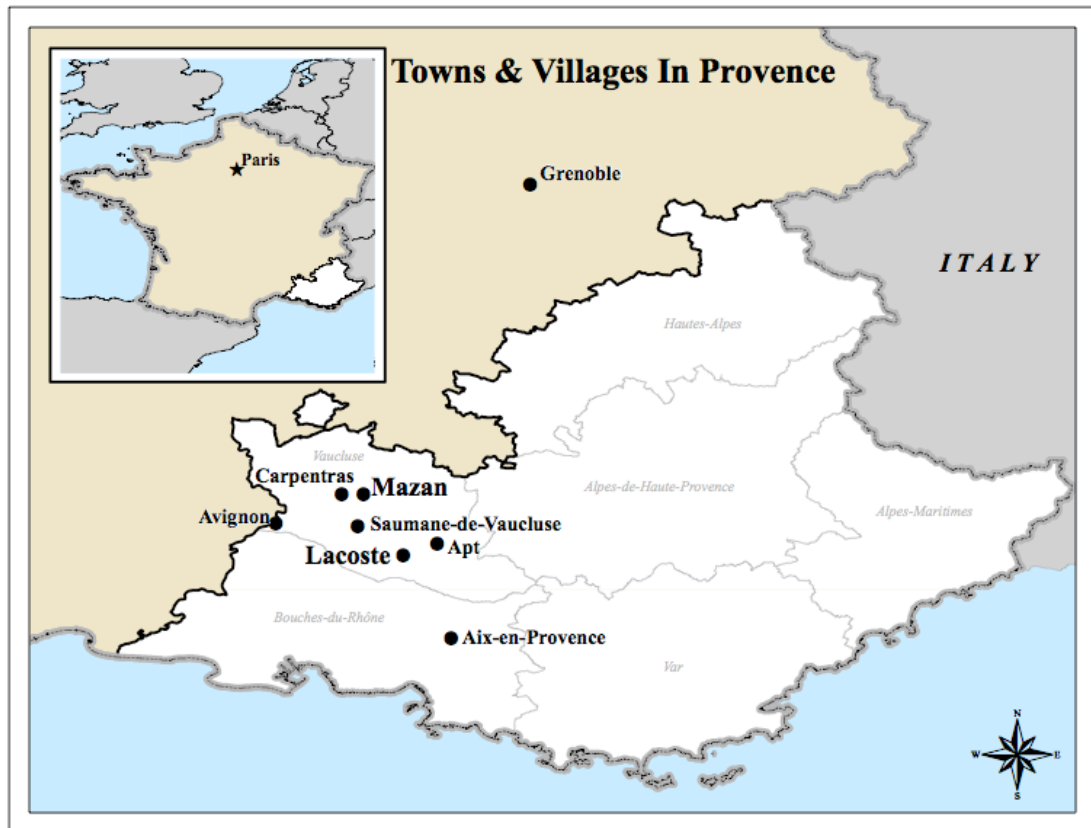 Towns & Villages In Provence
Paris
Grenoble
ITALY
Hautes-Alpes
Vaucluse
Carpentras
Mazan
Alpes-de-Haute-Provence
Alpes-Maritimes
Avignon
Saumane-de-Vaucluse
Apt
Lacoste
Bouches-du-Rhône
Aix-en-Provence
Var
N
W
E
S